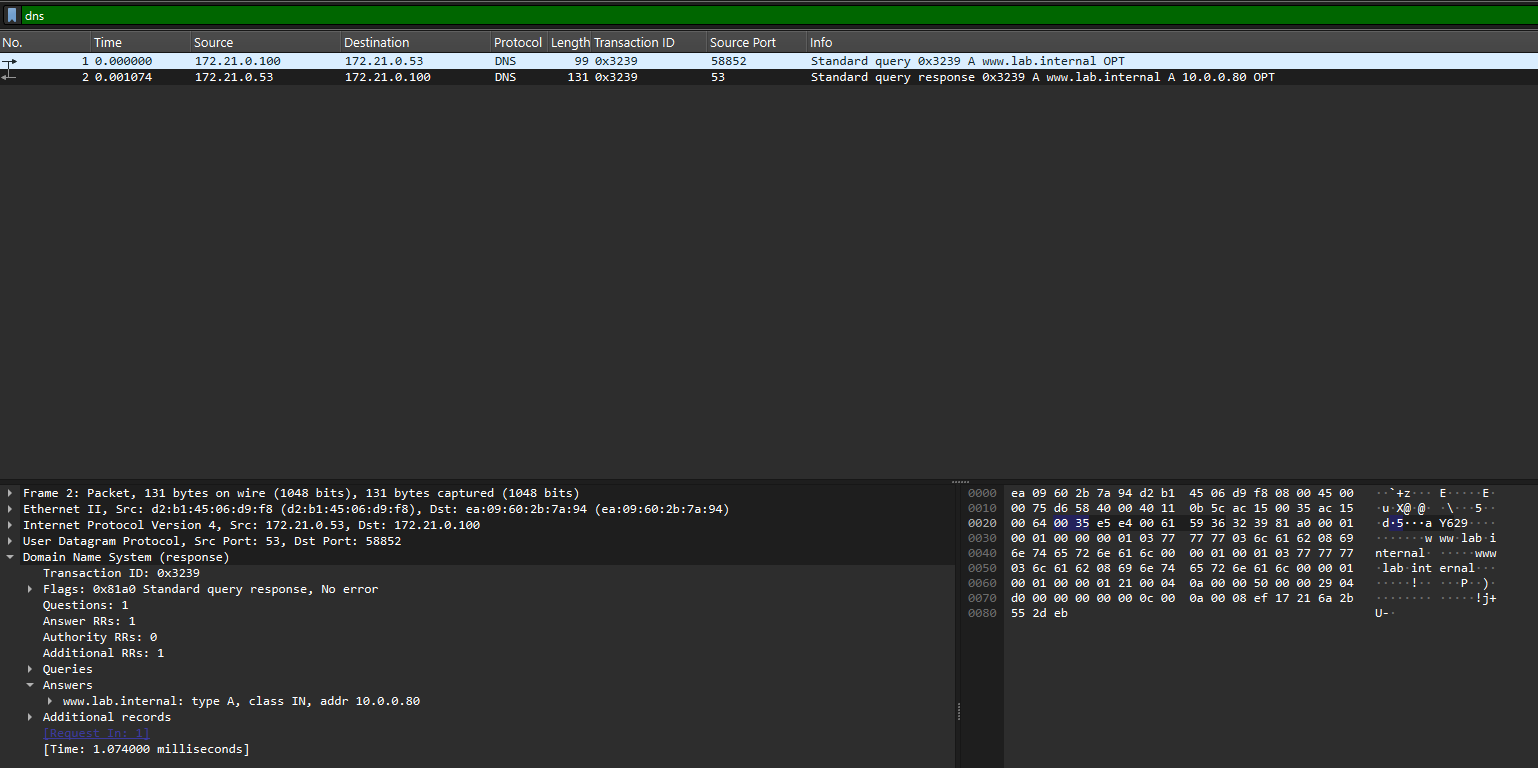 dns
No. Time Source Destination Protocol Length Transaction ID Source Port Info
1 0.000000 172.21.0.100 172.21.0.53 DNS 99 0x3239 58852 Standard query 0x3239 A www.lab.internal OPT
2 0.001074 172.21.0.53 172.21.0.100 DNS 131 0x3239 53 Standard query response 0x3239 A www.lab.internal A 10.0.0.80 OPT
Frame 2: Packet, 131 bytes on wire (1048 bits), 131 bytes captured (1048 bits)
Ethernet II, Src: d2:b1:45:06:d9:f8 (d2:b1:45:06:d9:f8), Dst: ea:09:60:2b:7a:94 (ea:09:60:2b:7a:94)
Internet Protocol Version 4, Src: 172.21.0.53, Dst: 172.21.0.100
User Datagram Protocol, Src Port: 53, Dst Port: 58852
Domain Name System (response)
Transaction ID: 0x3239
Flags: 0x81a0 Standard query response, No error
Questions: 1
Answer RRs: 1
Authority RRs: 0
Additional RRs: 1
Queries
Answers
www.lab.internal: type A, class IN, addr 10.0.0.80
Additional records
[Request In: 1]
[Time: 1.074000 milliseconds]
0000 ea 09 60 2b 7a 94 d2 b1 45 06 d9 f8 08 00 45 00 ··`+z··· E·····E·
0010 00 75 d6 58 40 00 40 11 0b 5c ac 15 00 35 ac 15 ·u·X@·@· ·\···5··
0020 00 64 00 35 e5 e4 00 61 59 36 32 39 81 a0 00 01 ·d·5···a Y629····
0030 00 01 00 00 00 01 03 77 77 77 03 6c 61 62 08 69 ·······w ww·lab·i
0040 6e 74 65 72 6e 61 6c 00 00 01 00 01 03 77 77 77 nternal· ·····www
0050 03 6c 61 62 08 69 6e 74 65 72 6e 61 6c 00 00 01 ·lab·int ernal···
0060 00 01 00 00 01 21 00 04 0a 00 00 50 00 00 29 04 ·····!·· ···P··)·
0070 d0 00 00 00 00 00 0c 00 0a 00 08 ef 17 21 6a 2b ········ ·····!j+
0080 55 2d eb U-·